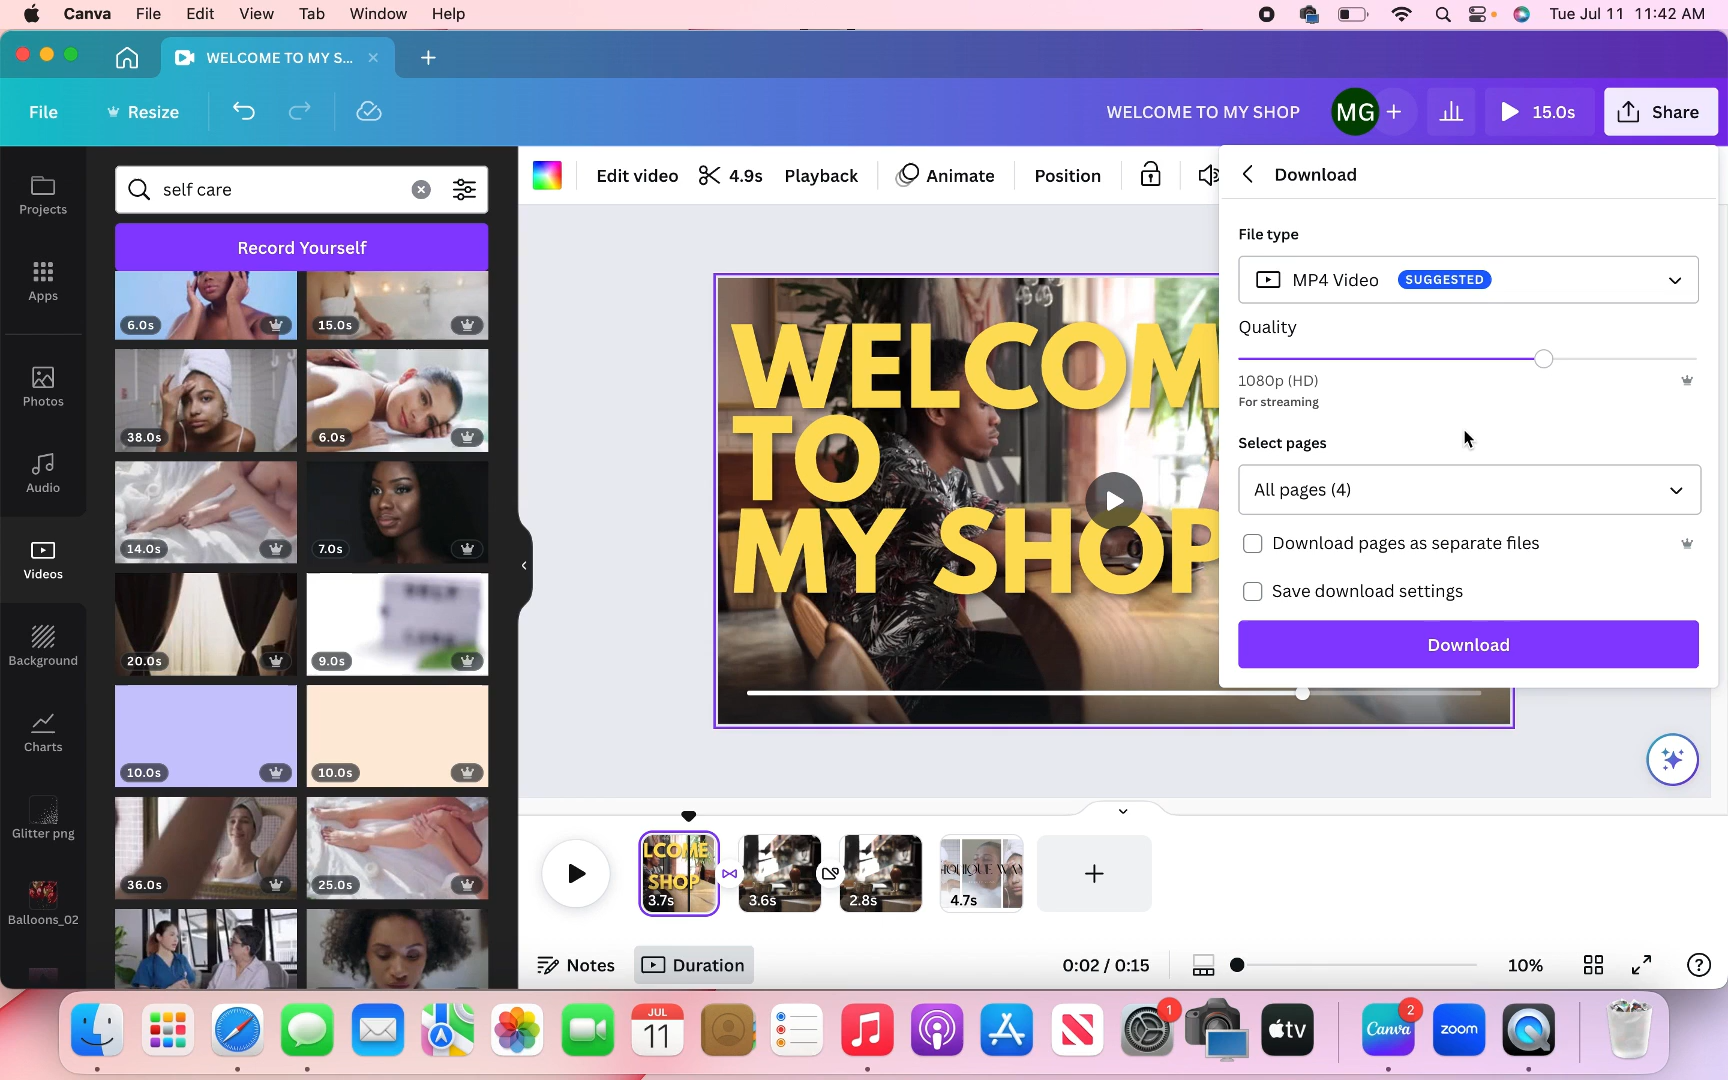 Canva File Edit View Tab Window Help Tue Jul 11 11:42 AM
WELCOME TO MY S...
File Resize WELCOME TO MY SHOP MG 15.0s Share
Projects
Apps
Photos
Audio
Videos
Background
Charts
Glitter png
Balloons_02
self care
Record Yourself
6.0s 15.0s
38.0s 6.0s
14.0s 7.0s
20.0s 9.0s
10.0s 10.0s
36.0s 25.0s
Edit video 4.9s Playback Animate Position
WELCOM
TO
MY SHOP
Download
File type
MP4 Video SUGGESTED
Quality
1080p (HD)
For streaming
Select pages
All pages (4)
Download pages as separate files
Save download settings
Download
LCOME
SHOP
3.7s 3.6s 2.8s 4.7s
Notes Duration 0:02 / 0:15 10%
JUL
11
1
tv
2
Canva
zoom